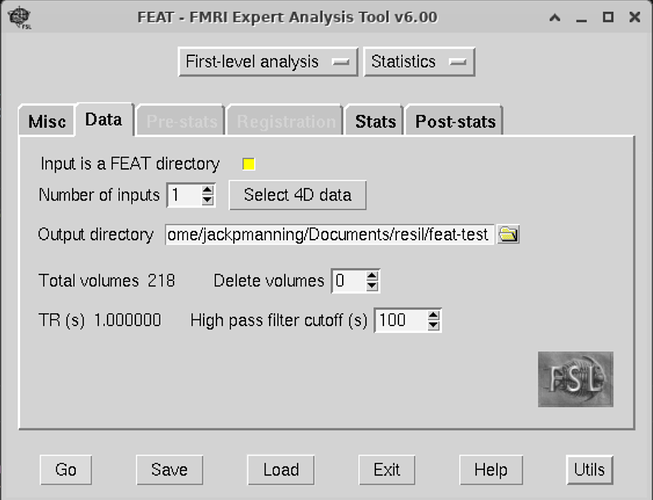 FEAT - FMRI Expert Analysis Tool v6.00
First-level analysis Statistics
Misc Data Pre-stats Registration Stats Post-stats
Input is a FEAT directory
Number of inputs 1 Select 4D data
Output directory ome/jackpmanning/Documents/resil/feat-test
Total volumes 218 Delete volumes 0
TR (s) 1.000000 High pass filter cutoff (s) 100
FSL
Go Save Load Exit Help Utils